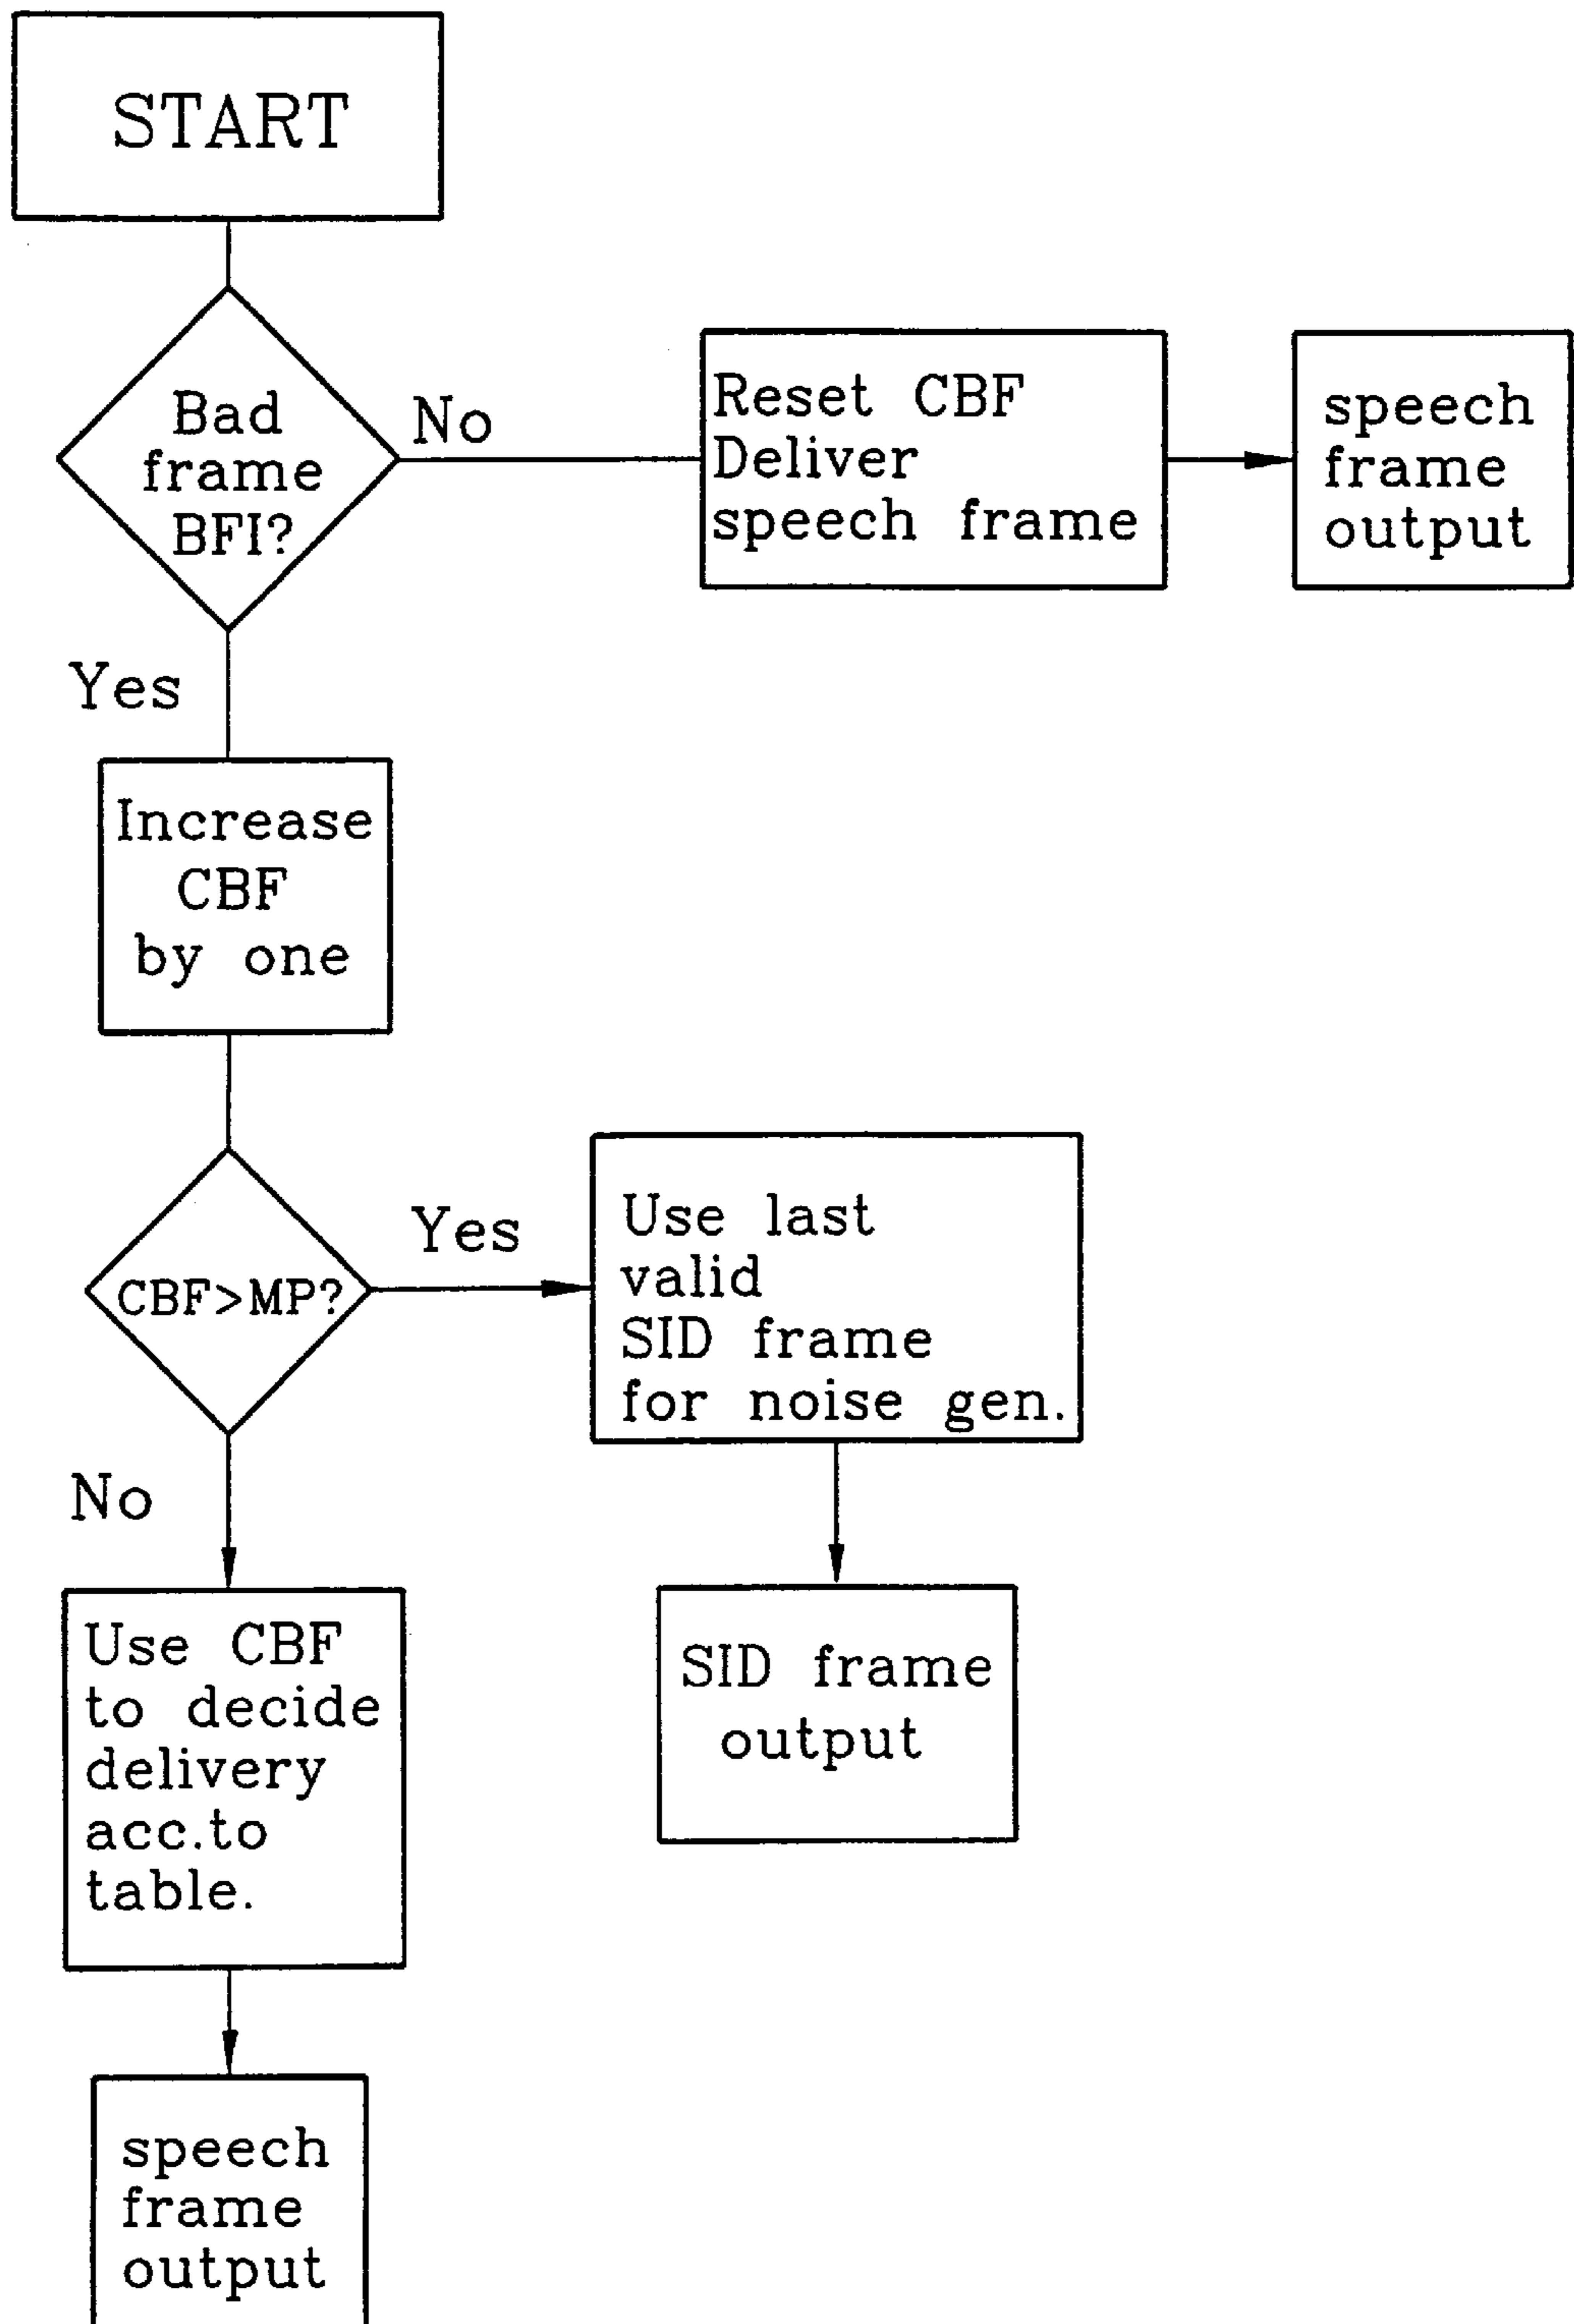 START
Bad
frame
BFI?
No
Reset CBF
Deliver
speech frame
speech
frame
output
Yes
Increase
CBF
by one
CBF>MP?
Yes
Use last
valid
SID frame
for noise gen.
No
SID frame
output
Use CBF
to decide
delivery
acc.to
table.
speech
frame
output